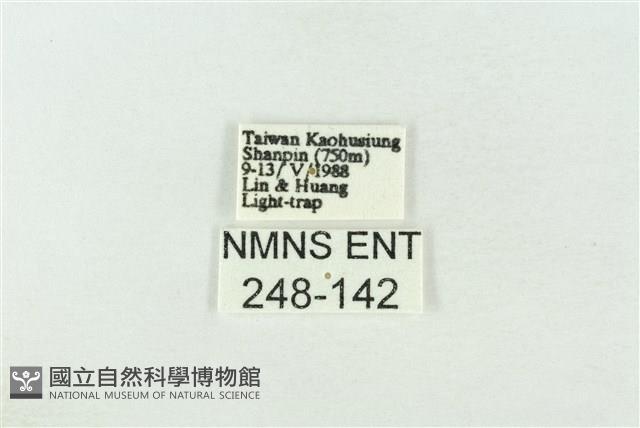 Taiwan Kaohusiung
Shanpin (750m)
9-13/ V/1988
Lin & Huang
Light-trap
NMNS ENT
248-142
國立自然科學博物館
NATIONAL MUSEUM OF NATURAL SCIENCE